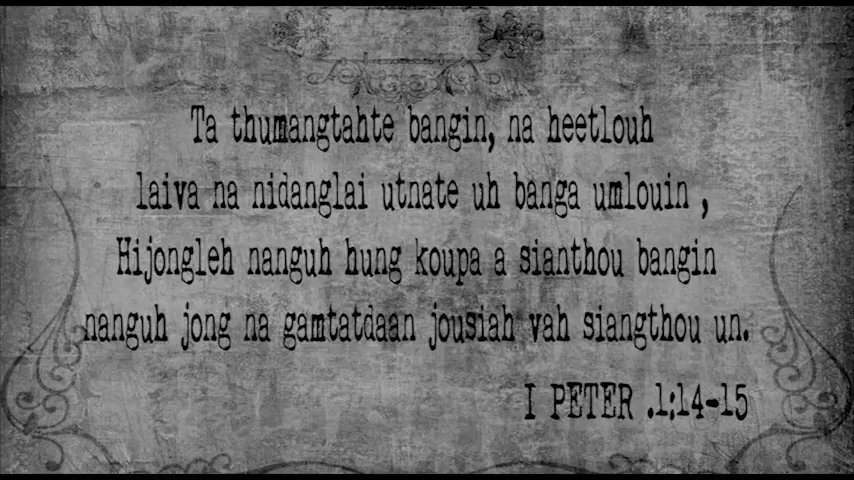 Ta thumangtahte bangin, na heetlouh
laiva na nidanglai utnate uh banga umlouin ,
Hijongleh nanguh hung koupa a sianthou bangin
nanguh jong na gamtatdaan jousiah vah siangthou un.
I PETER .1:14-15